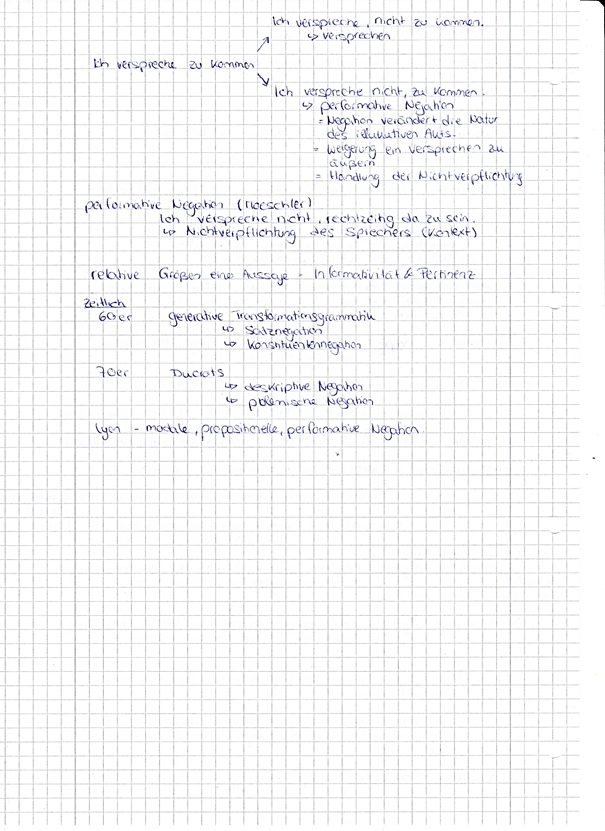 Ich verspreche, nicht zu kommen.
↳ versprechen
Ich verspreche zu kommen
Ich verspreche nicht, zu kommen.
↳ performative Negation
= Negation verändert die Natur
des illokutiven Akts.
= Weigerung ein versprechen zu
äußern
= Handlung der Nichtverpflichtung
performative Negation (Moeschler)
Ich verspreche nicht, rechtzeitig da zu sein.
↳ Nichtverpflichtung des Sprechers (Kontext)
relative Größen eine Aussage - Informativität & Pertinenz
zeitlich
60er generative Transformationsgrammatik
↳ Satznegation
↳ Konstituentennegation
70er Ducrots
↳ deskriptive Negation
↳ polemische Negation
Lyon - modale, propositionelle, performative Negation